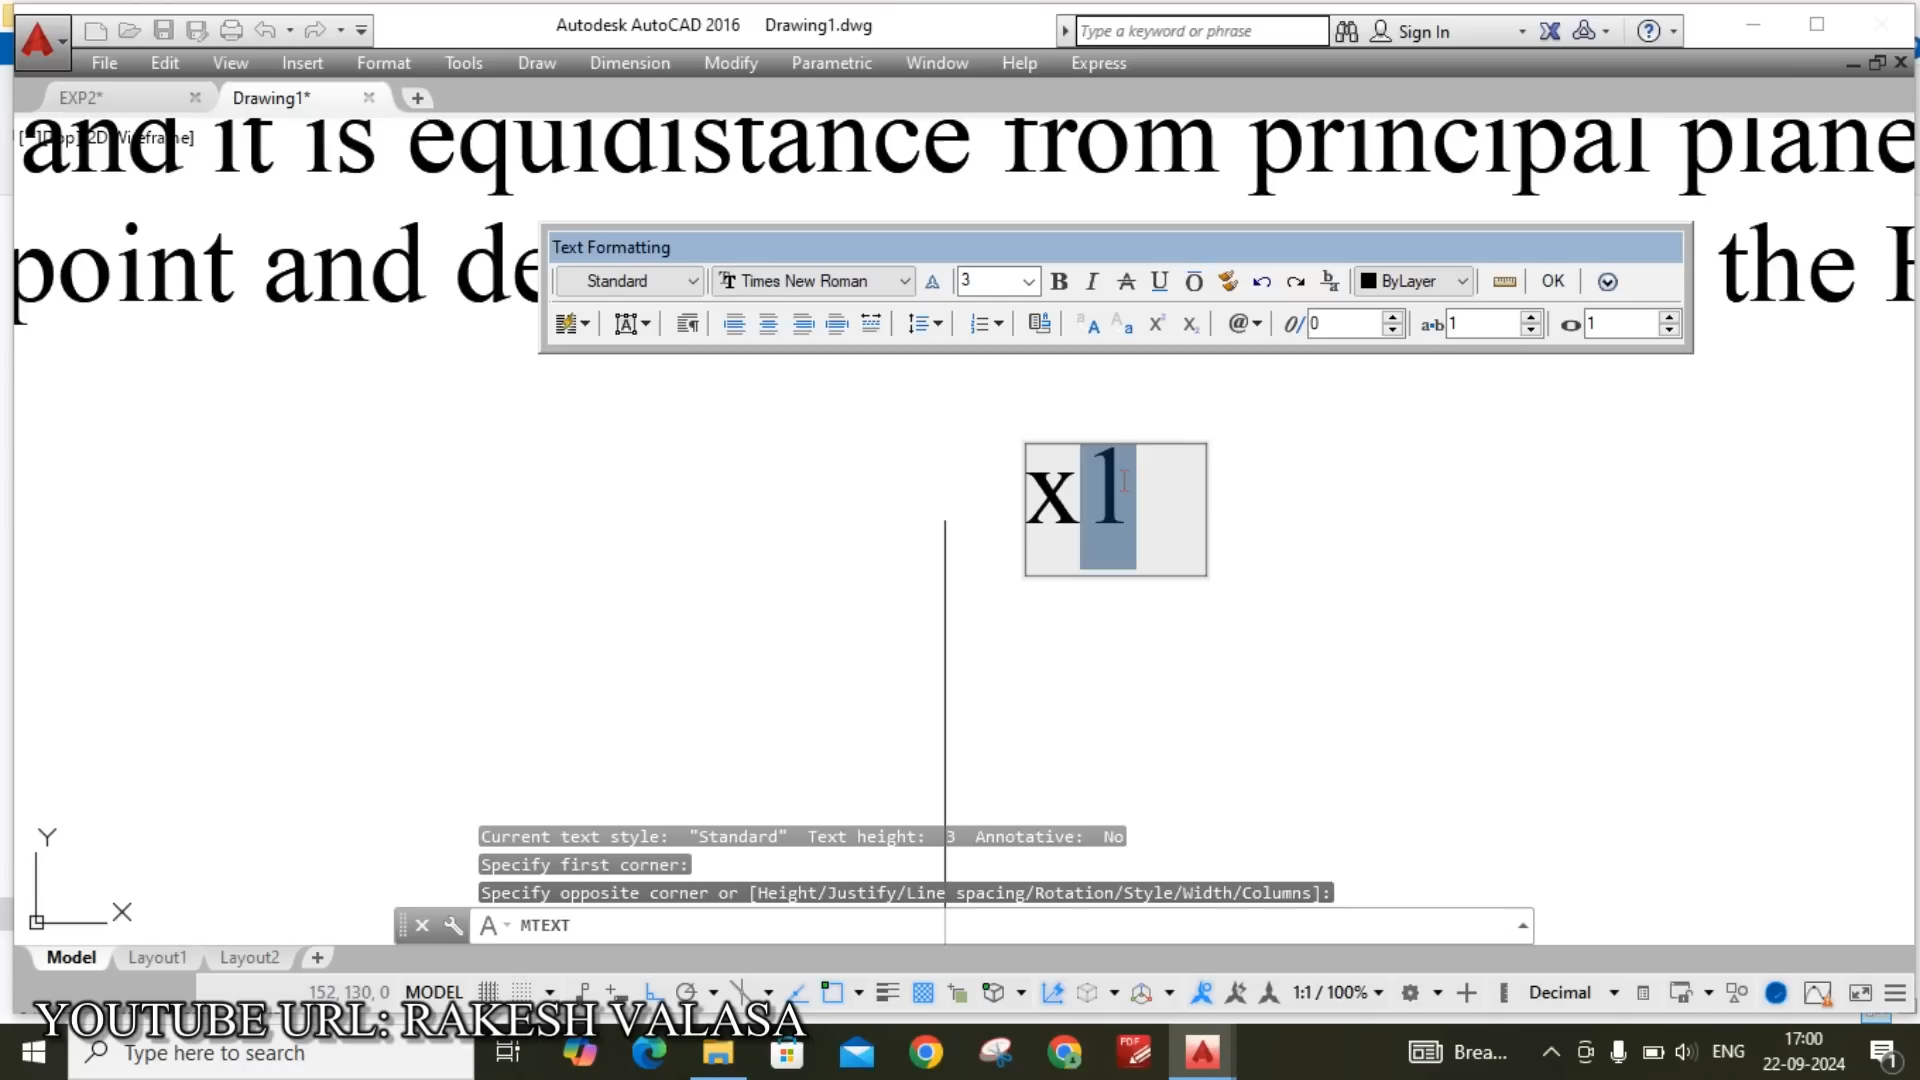 Autodesk AutoCAD 2016 Drawing1.dwg
Type a keyword or phrase
Sign In
File Edit View Insert Format Tools Draw Dimension Modify Parametric Window Help Express
EXP2*
Drawing1*
and it is equidistance from principal plane
point and de
the
Text Formatting
Standard
Times New Roman
3
B I A U O
b/a
ByLayer
OK
@
0/ 0
a•b 1
1
x1
Y
X
Current text style: "Standard" Text height: 3 Annotative: No
Specify first corner:
Specify opposite corner or [Height/Justify/Line spacing/Rotation/Style/Width/Columns]:
MTEXT
Model Layout1 Layout2
152, 130, 0 MODEL
1:1 / 100%
Decimal
YOUTUBE URL: RAKESH VALASA
Type here to search
PDF
Brea...
ENG
17:00
22-09-2024
1